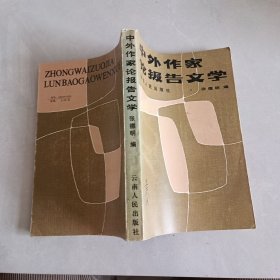 ZHONGWAIZUOJIA
LUNBAOGAOWENX
中外作家论报告文学
张德明 编
云南人民出版社
中外作家
论报告文学
张德明 编